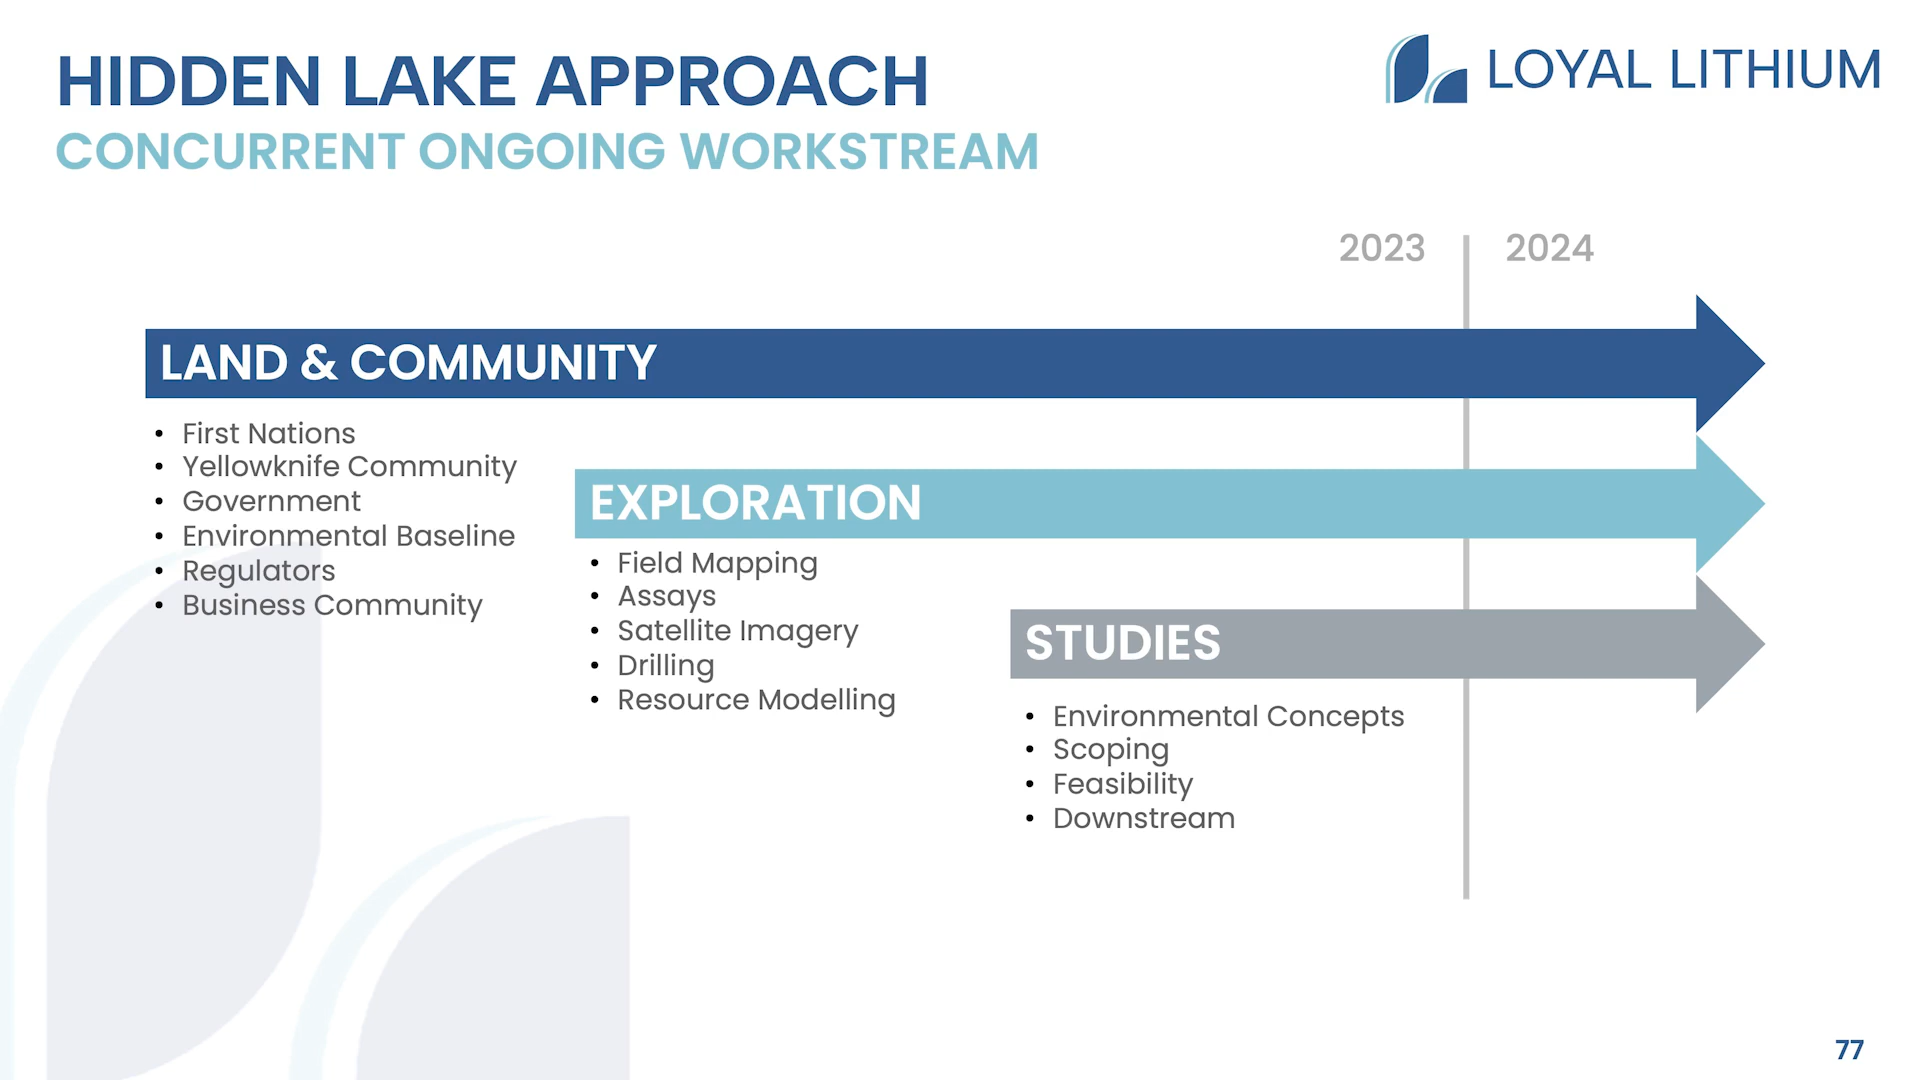 HIDDEN LAKE APPROACH
CONCURRENT ONGOING WORKSTREAM
LOYAL LITHIUM
2023
2024
LAND & COMMUNITY
• First Nations
• Yellowknife Community
• Government
• Environmental Baseline
• Regulators
• Business Community
EXPLORATION
• Field Mapping
• Assays
• Satellite Imagery
• Drilling
• Resource Modelling
STUDIES
• Environmental Concepts
• Scoping
• Feasibility
• Downstream
77